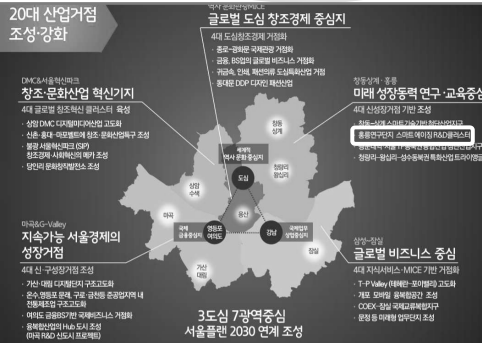 20대 산업거점
조성·강화
역사 문화관광MICE
글로벌 도심 창조경제 중심지
4대 도심창조경제 거점화
· 종로~광화문 국제관광 거점화
· 금융, BS업의 글로벌 비즈니스 거점화
· 귀금속, 인쇄, 패션의류 도심특화산업 거점
· 동대문 DDP 디자인 패션산업
DMC&서울혁신파크
창조·문화산업 혁신기지
4대 글로벌 창조혁신 클러스터 육성
· 상암 DMC 디지털미디어산업 고도화
· 신촌·홍대·마포벨트에 창조·문화산업특구 조성
· 불광 서울혁신파크 (SIP)
창조경제·사회혁신의 메카 조성
· 당인리 문화창작발전소 조성
창동상계 · 홍릉
미래 성장동력 연구 ·교육중심
4대 신성장거점 기반 조성
홍릉연구단지 스마트에이징 R&D클러스터
· 청량리~왕십리~성수동북권 특화산업 트라이앵글
창동
상계
세계적
역사·문화 중심지
도심
청량리
왕십리
상암
수색
마곡
국제
금융중심지
영등포
여의도
용산
강남
국제업무
상업중심지
잠실
가산
대림
마곡&G-Valley
지속가능 서울경제의
성장거점
4대 신·구성장거점 조성
· 가산·대림 디지털단지 구조고도화
· 온수, 영등포 문래, 구로·금천등 준공업지역 내
전통제조업 구조고도화
· 여의도 금융BS기반 국제비즈니스 거점화
· 융복합산업의 Hub 도시 조성
(마곡 R&D 신도시 프로젝트)
삼성~잠실
글로벌 비즈니스 중심
4대 지식서비스·MICE 기반 거점화
· T-P Valley (테헤란~포이밸리) 고도화
· 개포 모바일 융복합공간 조성
· COEX~잠실 국제교류복합지구
· 문정 등 미래형 업무단지 조성
3도심 7광역중심
서울플랜 2030 연계 조성